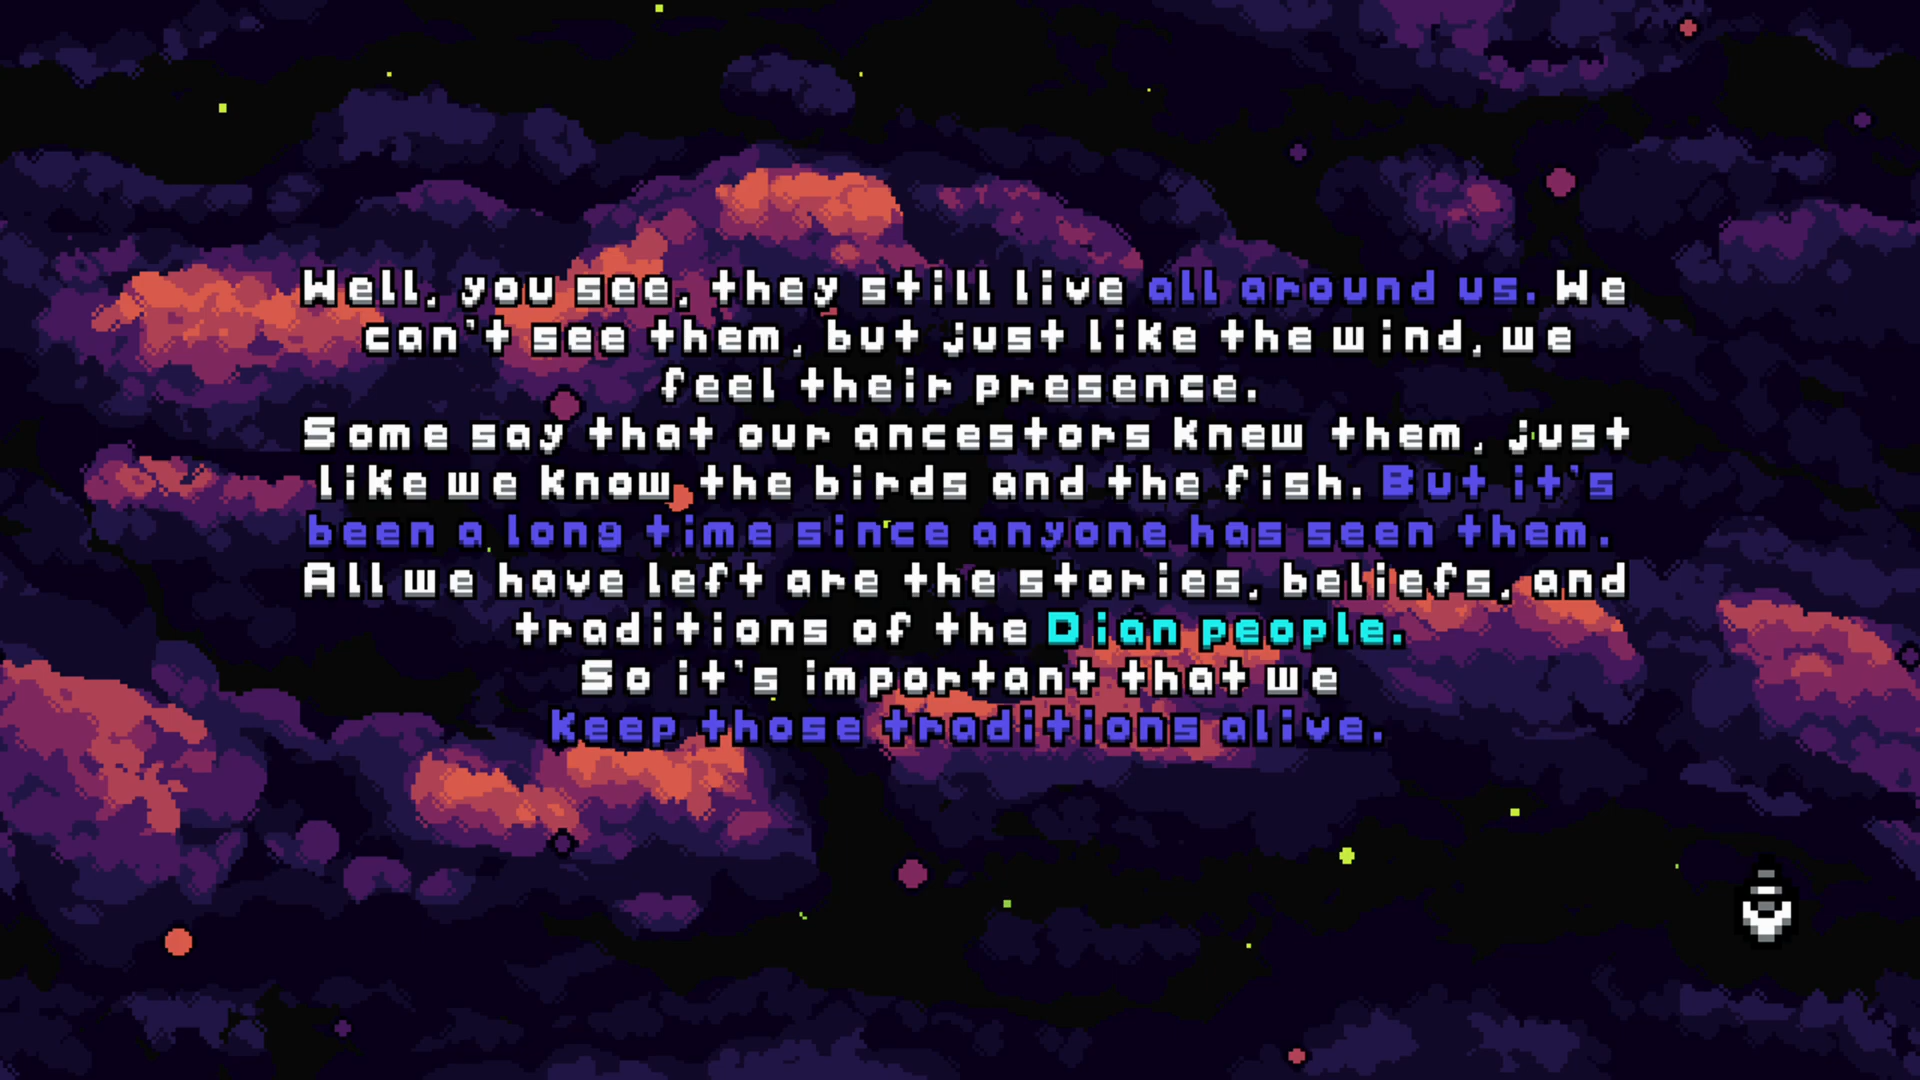 Well, you see, they still live all around us. We
can't see them, but just like the wind, we
feel their presence.
Some say that our ancestors knew them, just
like we know the birds and the fish. But it's
been a long time since anyone has seen them.
All we have left are the stories, beliefs, and
traditions of the Dian people.
So it's important that we
keep those traditions alive.